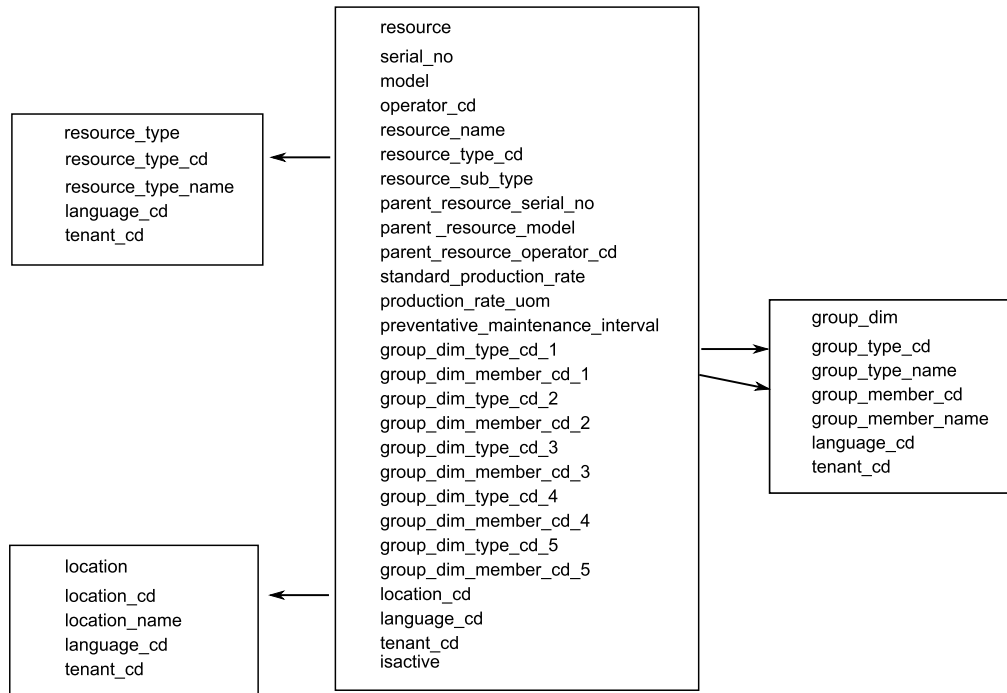 resource
serial_no
model
operator_cd
resource_name
resource_type_cd
resource_sub_type
parent_resource_serial_no
parent _resource_model
parent_resource_operator_cd
standard_production_rate
production_rate_uom
preventative_maintenance_interval
group_dim_type_cd_1
group_dim_member_cd_1
group_dim_type_cd_2
group_dim_member_cd_2
group_dim_type_cd_3
group_dim_member_cd_3
group_dim_type_cd_4
group_dim_member_cd_4
group_dim_type_cd_5
group_dim_member_cd_5
location_cd
language_cd
tenant_cd
isactive
resource_type
resource_type_cd
resource_type_name
language_cd
tenant_cd
group_dim
group_type_cd
group_type_name
group_member_cd
group_member_name
language_cd
tenant_cd
location
location_cd
location_name
language_cd
tenant_cd